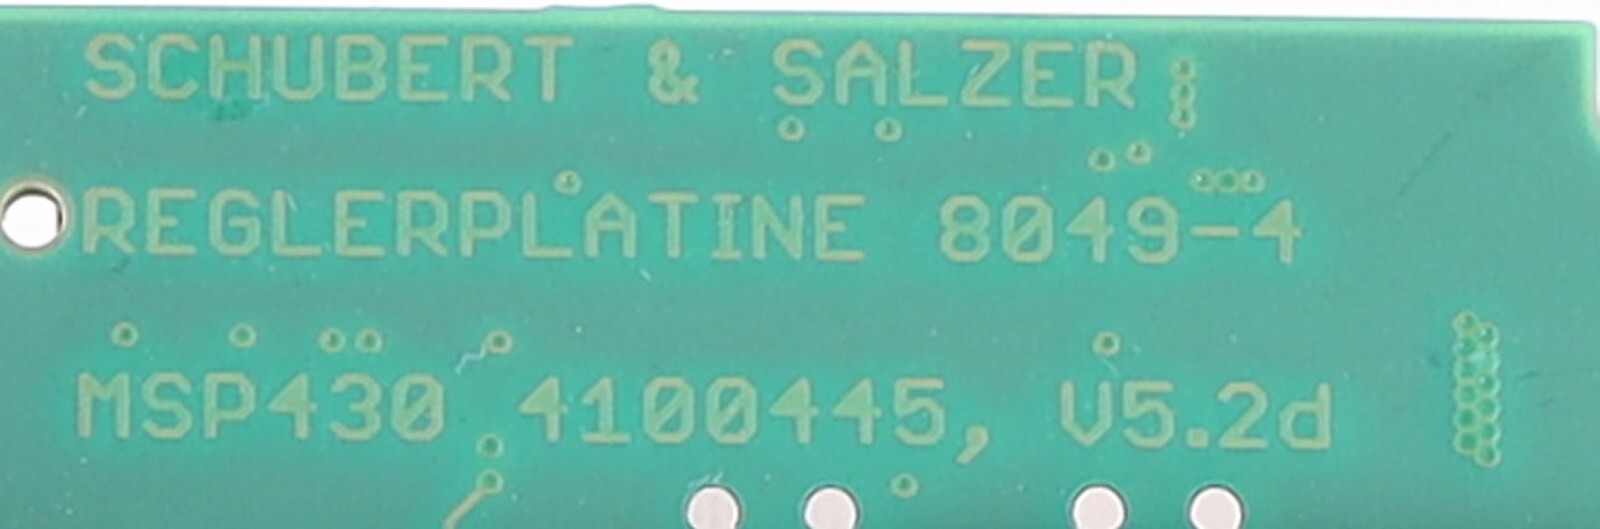 SCHUBERT & SALZER
REGLERPLATINE 8049-4
MSP430 4100445, V5.2d